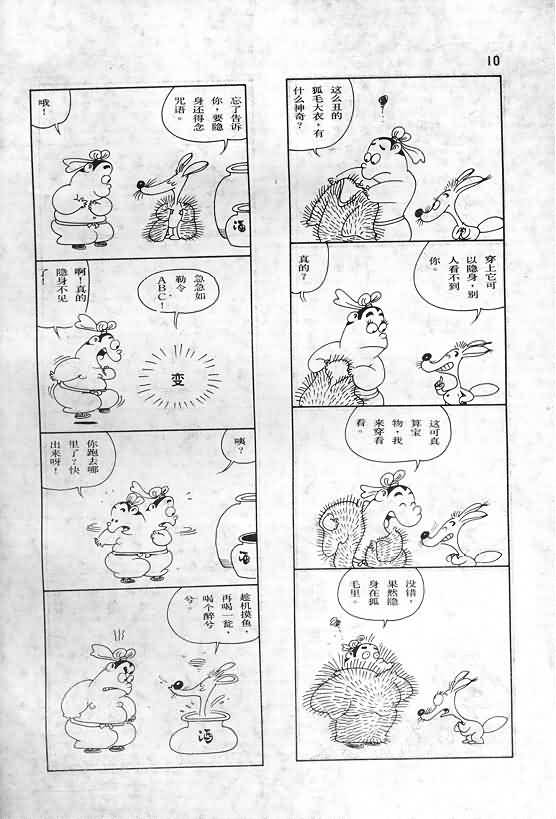 10
这么丑的
狐毛大衣，有
什么神奇？
穿上它可
以隐身，别
人看不到
你。
真的？
这可真
算宝
物，我
来穿看
看。
没错，
果然隐
身在狐
毛里。
忘了告诉
你，要隐
身还得念
咒语。
哦！
急急如
勒令
ABC！
变
啊！真的
隐身不见
了！
咦？
你跑去哪
里了？快
出来呀！
酒
酒
趁机摸鱼，
再喝一瓮，
喝个醉兮
兮。
酒